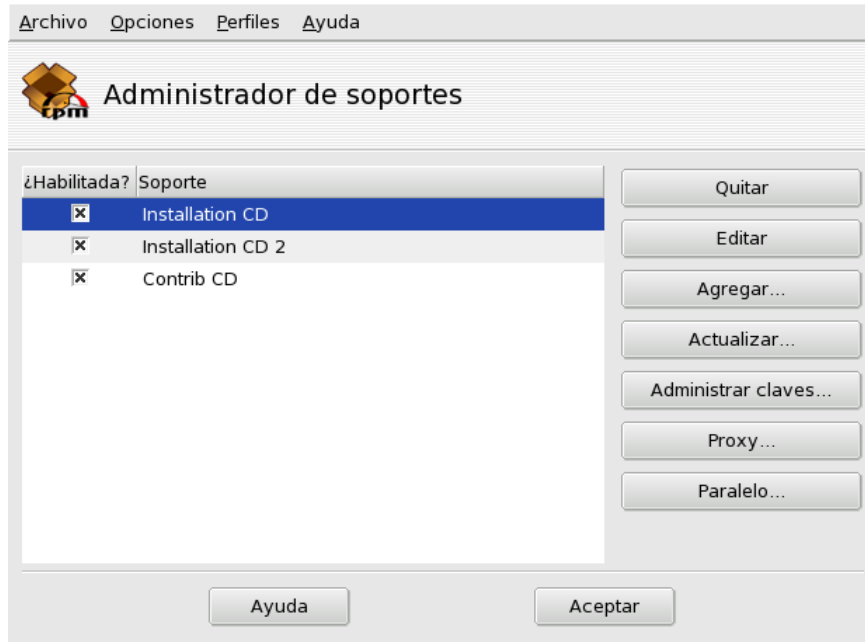 Archivo Opciones Perfiles Ayuda
rpm
Administrador de soportes
¿Habilitada? Soporte
Installation CD
Installation CD 2
Contrib CD
Quitar
Editar
Agregar...
Actualizar...
Administrar claves...
Proxy...
Paralelo...
Ayuda Aceptar